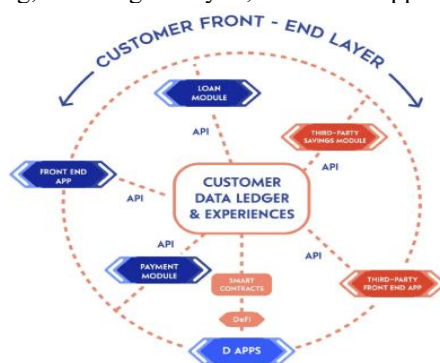 CUSTOMER FRONT - END LAYER
LOAN
MODULE
API
THIRD-PARTY
SAVINGS MODULE
API
FRONT END
APP
API
CUSTOMER
DATA LEDGER
& EXPERIENCES
API
PAYMENT
MODULE
API
SMART
CONTRACTS
THIRD-PARTY
FRONT END APP
DeFi
D APPS